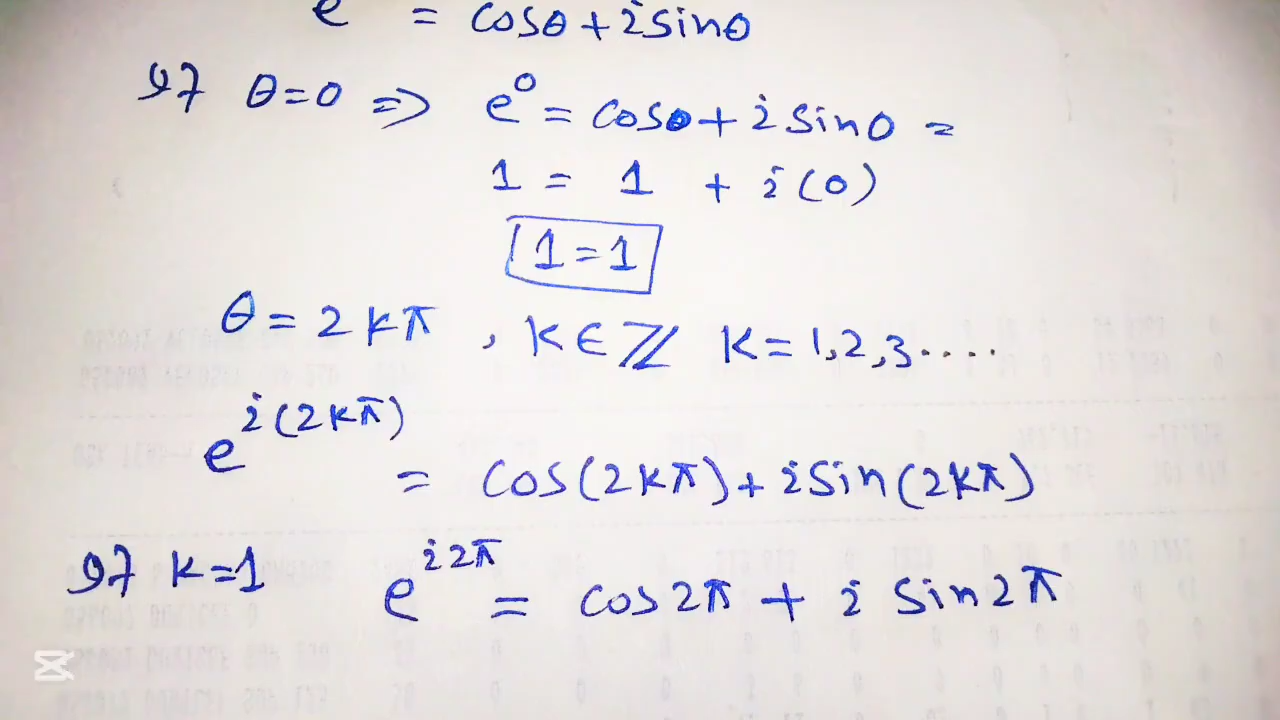 e = cosθ + i sinθ
If θ=0 => e⁰ = cos0 + i sin0 =
1 = 1 + i(0)
1 = 1
θ = 2kπ , k∈ℤ k = 1,2,3.....
e^{i(2kπ)} = cos(2kπ) + i sin(2kπ)
If k=1 e^{i2π} = cos2π + i sin2π